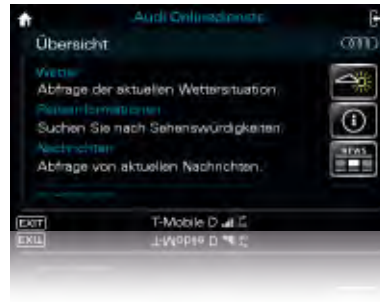 Audi Onlinedienste
Übersicht
Wetter
Abfrage der aktuellen Wettersituation.
Reiseinformationen
Suchen Sie nach Sehenswürdigkeiten.
Nachrichten
NEWS
Abfrage von aktuellen Nachrichten.
EXIT
T-Mobile D